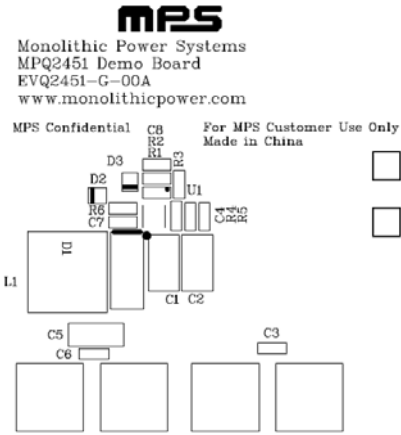 mps
Monolithic Power Systems
MPQ2451 Demo Board
EVQ2451-G-00A
www.monolithicpower.com
MPS Confidential
For MPS Customer Use Only
Made in China
C8
R2
R1
D3
R3
D2
U1
R6
C7
C4
R4
R5
D1
L1
C1
C2
C5
C6
C3